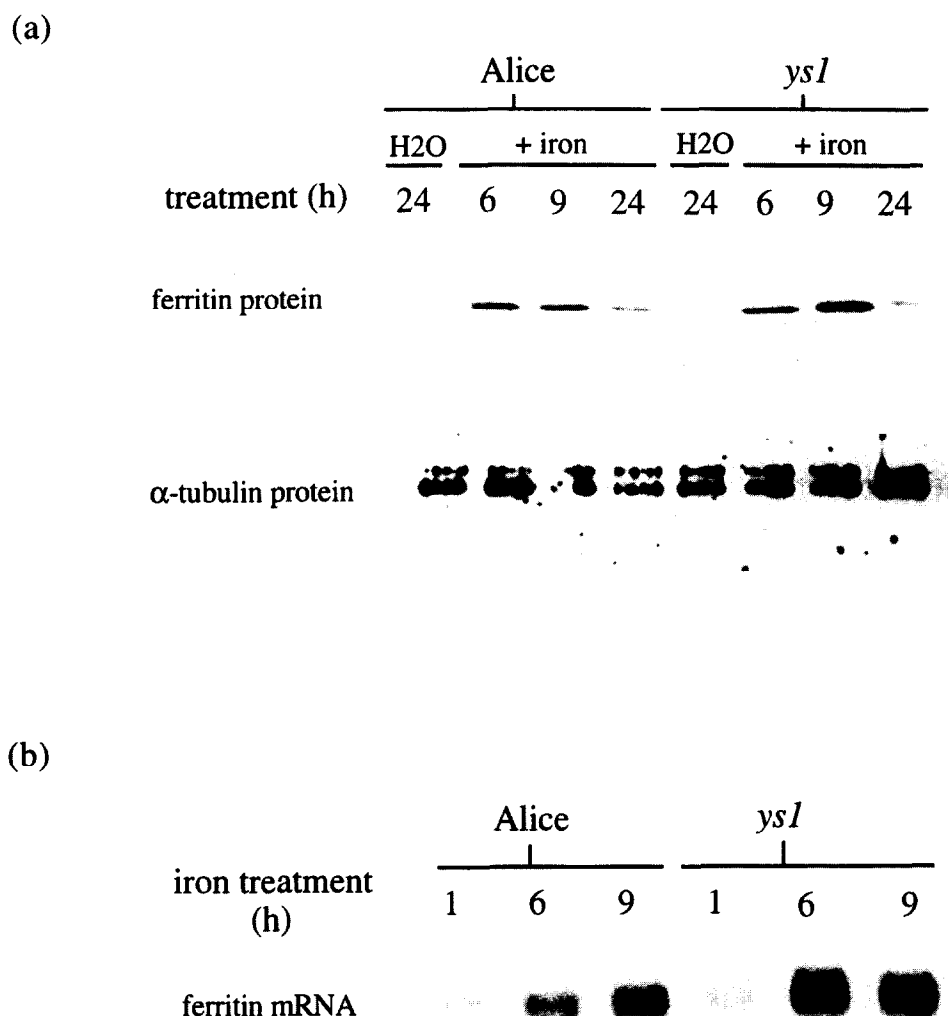 (a)
Alice ys1
H2O + iron H2O + iron
treatment (h) 24 6 9 24 24 6 9 24
ferritin protein
α-tubulin protein
(b)
Alice ys1
iron treatment
(h) 1 6 9 1 6 9
ferritin mRNA